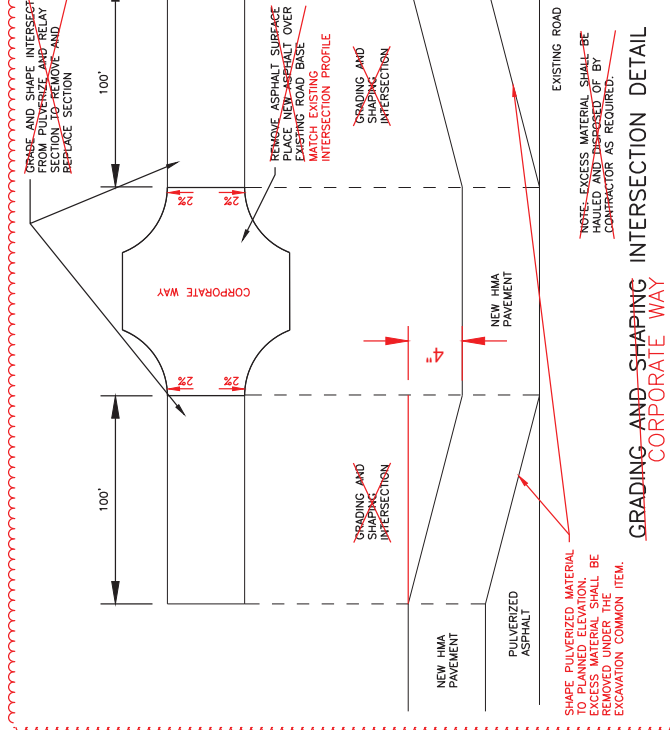 GRADE AND SHAPE INTERSECT
FROM PULVERIZE AND RELAY
SECTION TO REMOVE AND
REPLACE SECTION
100'
REMOVE ASPHALT SURFACE
PLACE NEW ASPHALT OVER
EXISTING ROAD BASE
MATCH EXISTING
INTERSECTION PROFILE
GRADING AND
SHAPING
INTERSECTION
EXISTING ROAD
2%
2%
CORPORATE WAY
2%
2%
NOTE: EXCESS MATERIAL SHALL BE
HAULED AND DISPOSED OF BY
CONTRACTOR AS REQUIRED.
4"
NEW HMA
PAVEMENT
100'
GRADING AND
SHAPING
INTERSECTION
NEW HMA
PAVEMENT
PULVERIZED
ASPHALT
SHAPE PULVERIZED MATERIAL
TO PLANNED ELEVATION.
EXCESS MATERIAL SHALL BE
REMOVED UNDER THE
EXCAVATION COMMON ITEM.
GRADING AND SHAPING INTERSECTION DETAIL
CORPORATE WAY